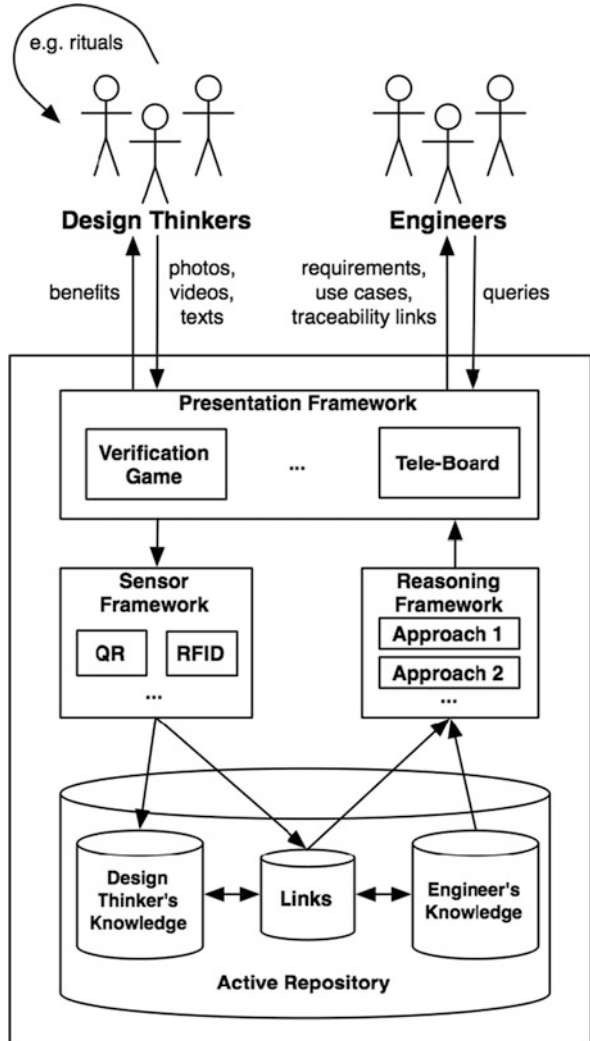 e.g. rituals
Design Thinkers
Engineers
benefits
photos,
videos,
texts
requirements,
use cases,
traceability links
queries
Presentation Framework
Verification
Game
...
Tele-Board
Sensor
Framework
QR
RFID
...
Reasoning
Framework
Approach 1
Approach 2
...
Design
Thinker's
Knowledge
Links
Engineer's
Knowledge
Active Repository